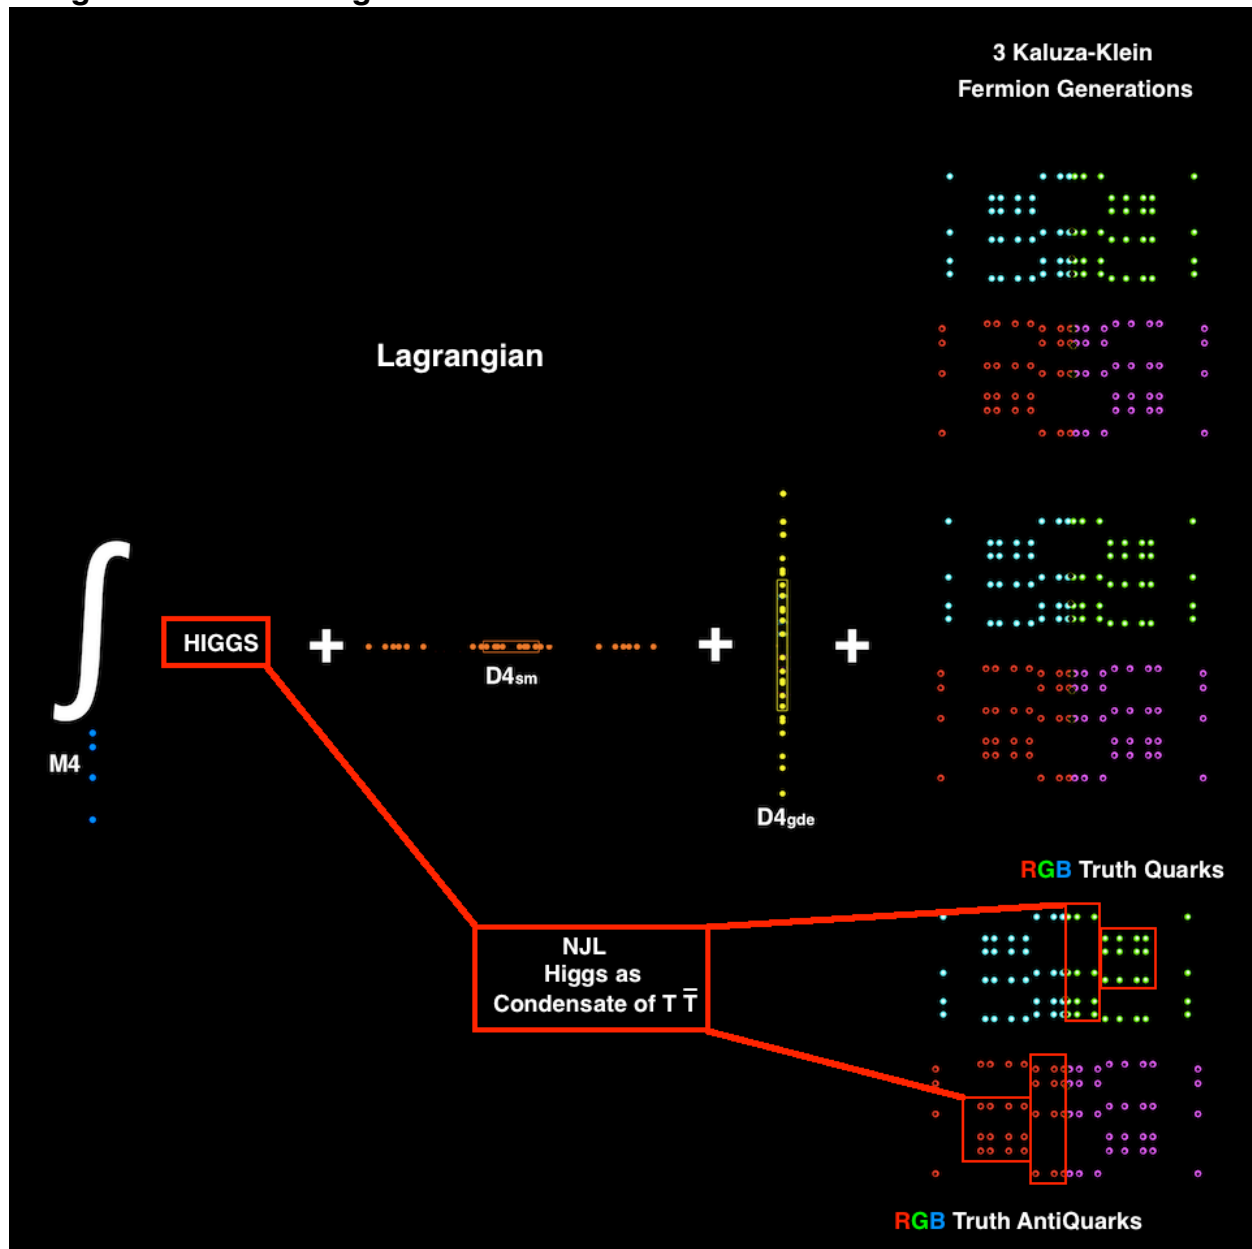 3 Kaluza-Klein
Fermion Generations
Lagrangian
∫
HIGGS
+
+
+
D4sm
M4
D4gde
RGB Truth Quarks
NJL
Higgs as
Condensate of T T̅
RGB Truth AntiQuarks